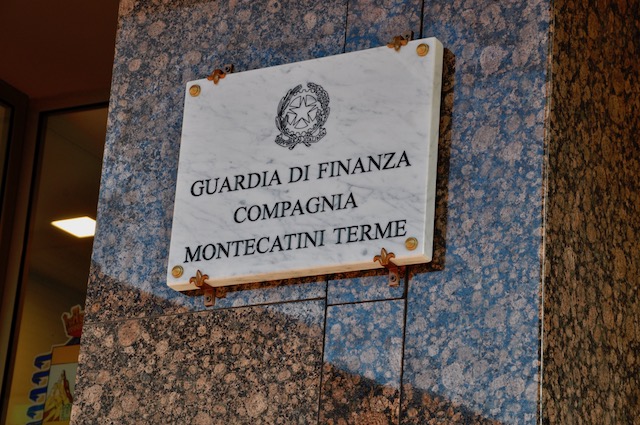 GUARDIA DI FINANZA
COMPAGNIA
MONTECATINI TERME